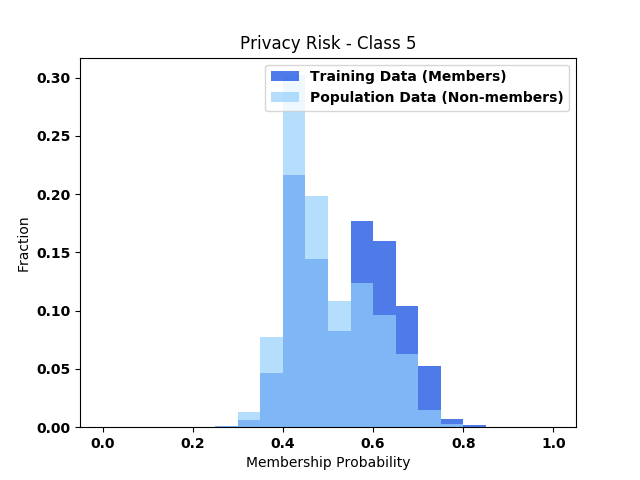 Privacy Risk - Class 5
Training Data (Members)
Population Data (Non-members)
Fraction
0.30
0.25
0.20
0.15
0.10
0.05
0.00
0.0 0.2 0.4 0.6 0.8 1.0
Membership Probability